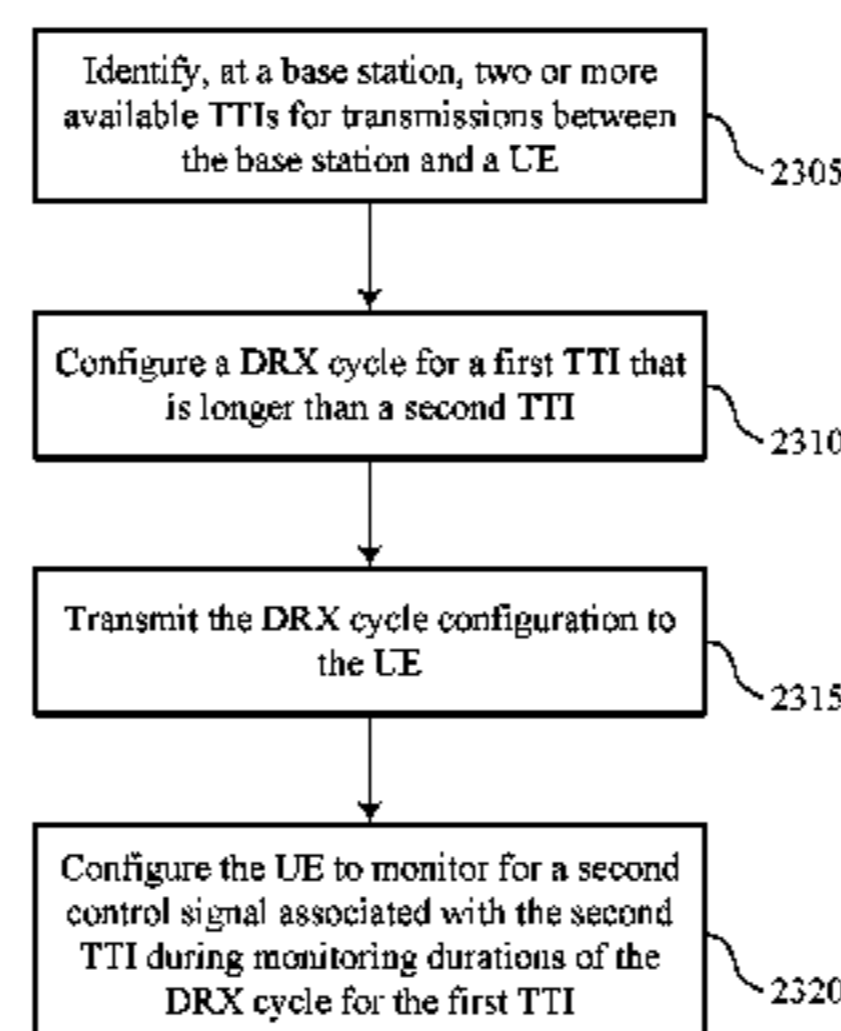 Identify, at a base station, two or more
available TTIs for transmissions between
the base station and a UE
2305
Configure a DRX cycle for a first TTI that
is longer than a second TTI
2310
Transmit the DRX cycle configuration to
the UE
2315
Configure the UE to monitor for a second
control signal associated with the second
TTI during monitoring durations of the
DRX cycle for the first TTI
2320